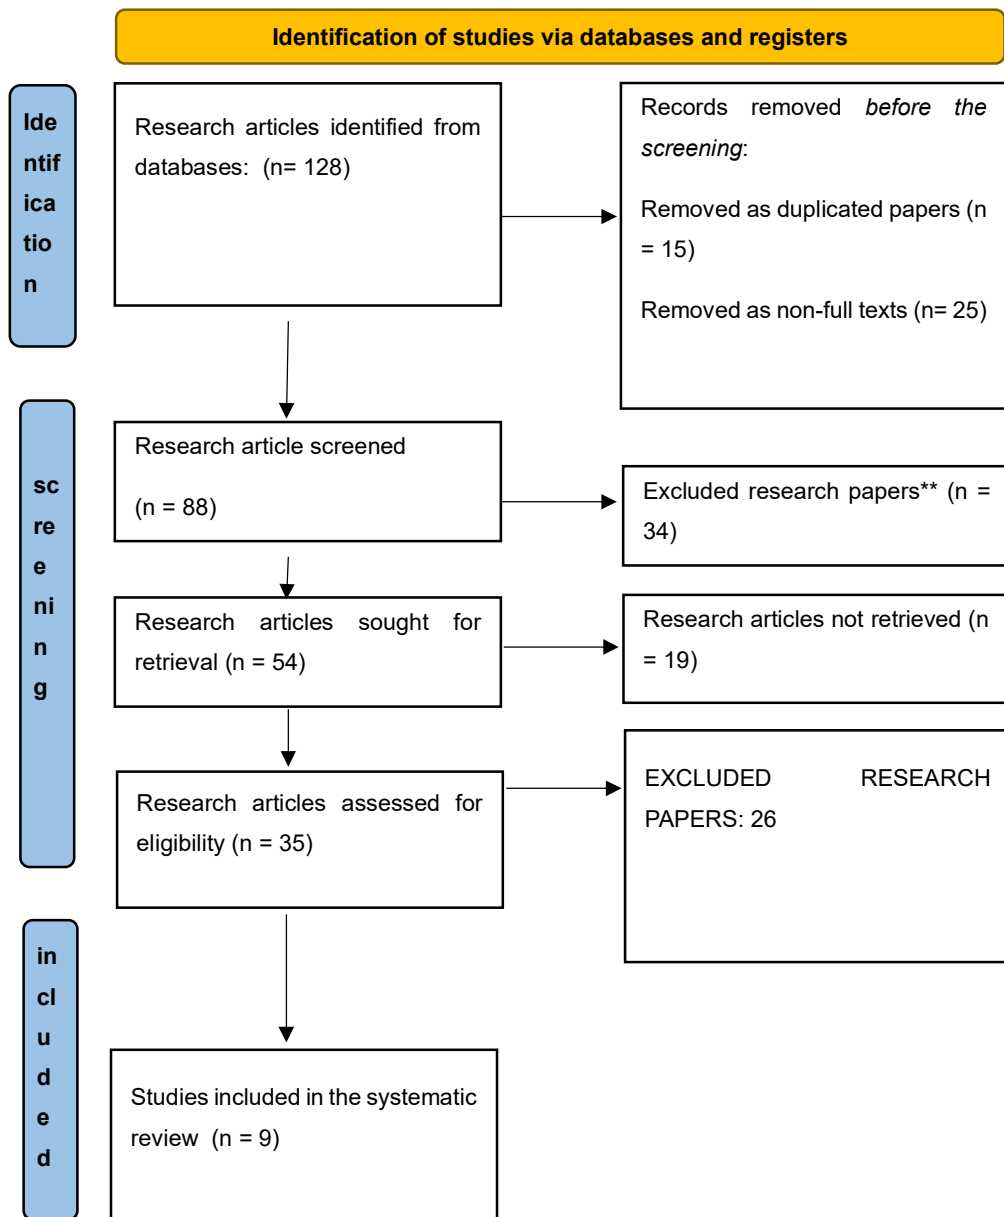 Identification of studies via databases and registers
Ide
ntif
ica
tio
n
Research articles identified from
databases: (n= 128)
Records removed before the
screening:
Removed as duplicated papers (n
= 15)
Removed as non-full texts (n= 25)
sc
re
e
ni
n
g
Research article screened
(n = 88)
Excluded research papers** (n =
34)
Research articles sought for
retrieval (n = 54)
Research articles not retrieved (n
= 19)
Research articles assessed for
eligibility (n = 35)
EXCLUDED RESEARCH
PAPERS: 26
in
cl
u
d
e
d
Studies included in the systematic
review (n = 9)